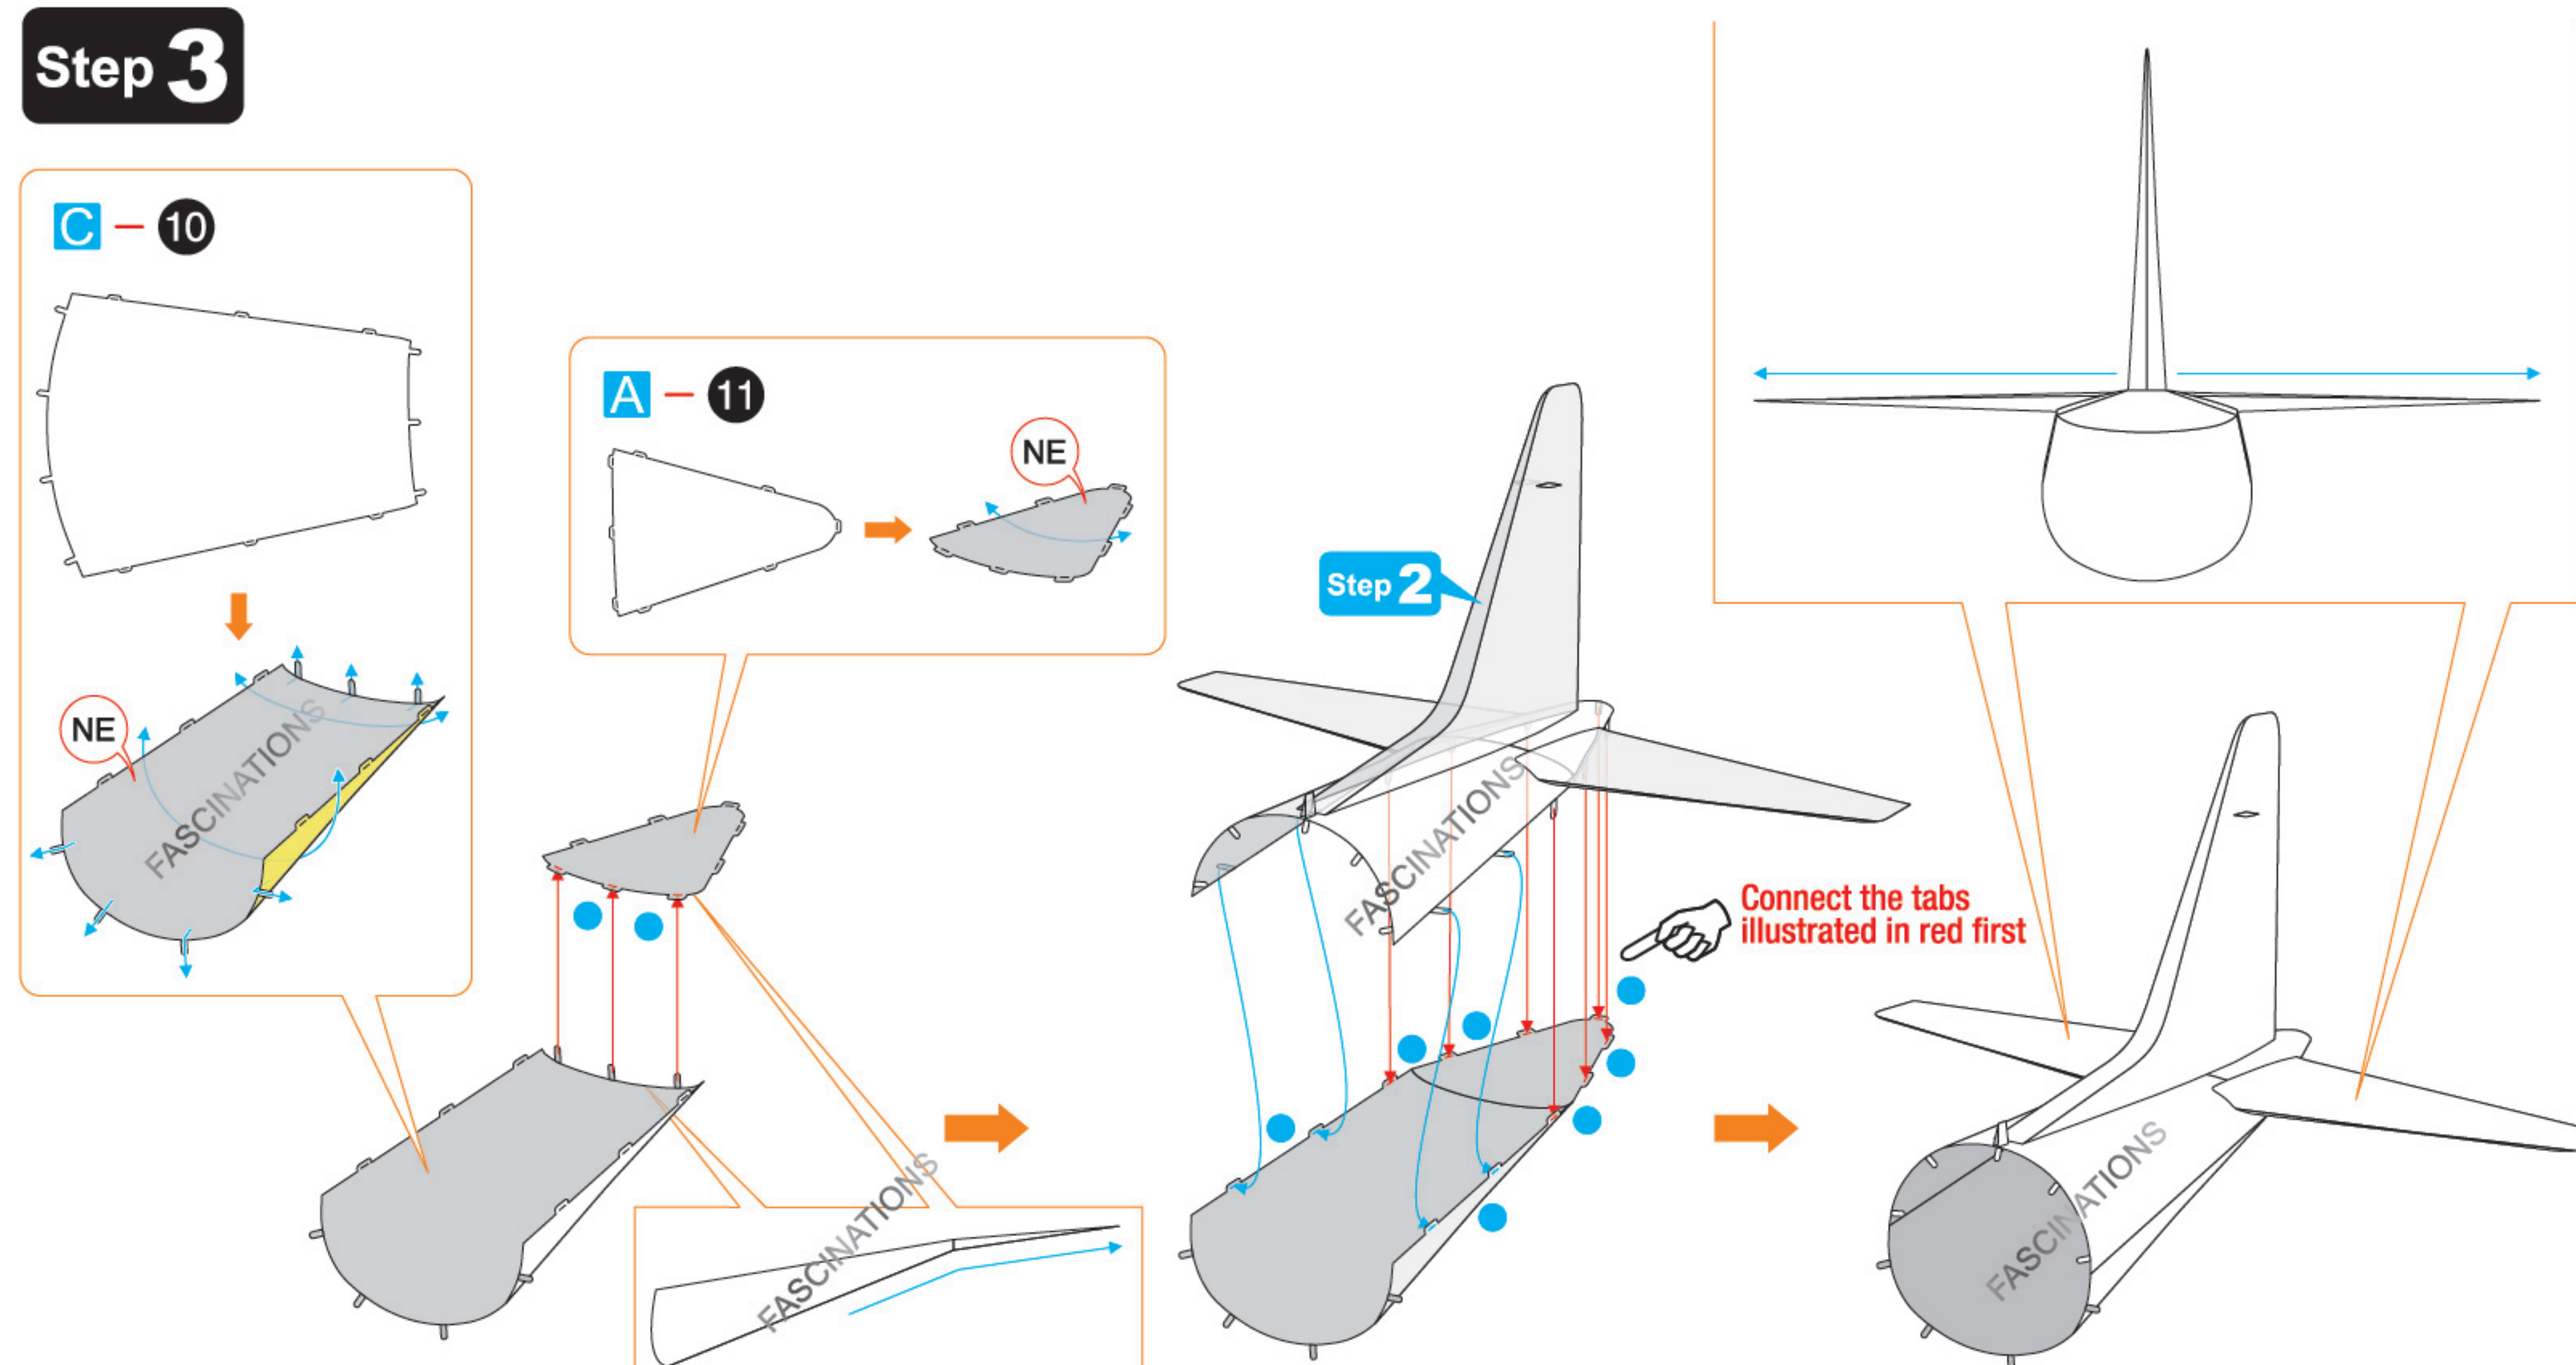 Step 3
C – 10
NE
FASCINATIONS
A – 11
NE
FASCINATIONS
Step 2
FASCINATIONS
Connect the tabs
illustrated in red first
FASCINATIONS